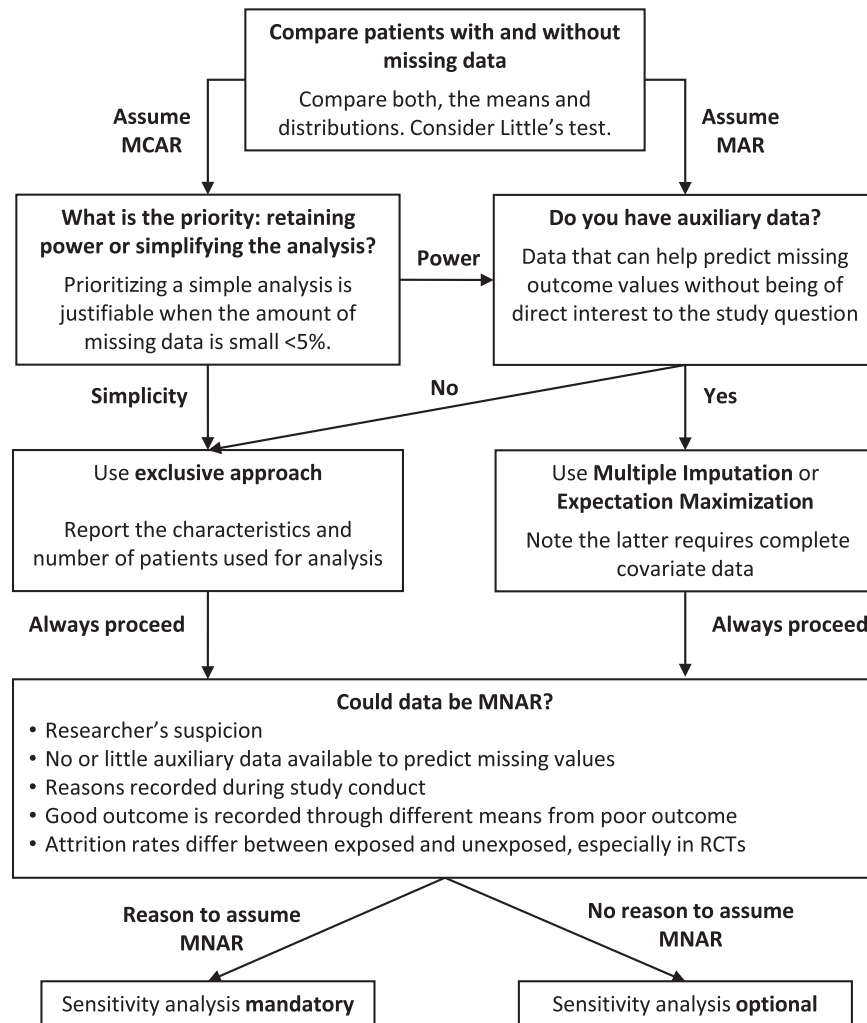 Compare patients with and without
missing data
Compare both, the means and
distributions. Consider Little's test.
Assume
MCAR
Assume
MAR
What is the priority: retaining
power or simplifying the analysis?
Prioritizing a simple analysis is
justifiable when the amount of
missing data is small <5%.
Power
Do you have auxiliary data?
Data that can help predict missing
outcome values without being of
direct interest to the study question
Simplicity
No
Yes
Use exclusive approach
Report the characteristics and
number of patients used for analysis
Use Multiple Imputation or
Expectation Maximization
Note the latter requires complete
covariate data
Always proceed
Always proceed
Could data be MNAR?
• Researcher's suspicion
• No or little auxiliary data available to predict missing values
• Reasons recorded during study conduct
• Good outcome is recorded through different means from poor outcome
• Attrition rates differ between exposed and unexposed, especially in RCTs
Reason to assume
MNAR
No reason to assume
MNAR
Sensitivity analysis mandatory
Sensitivity analysis optional